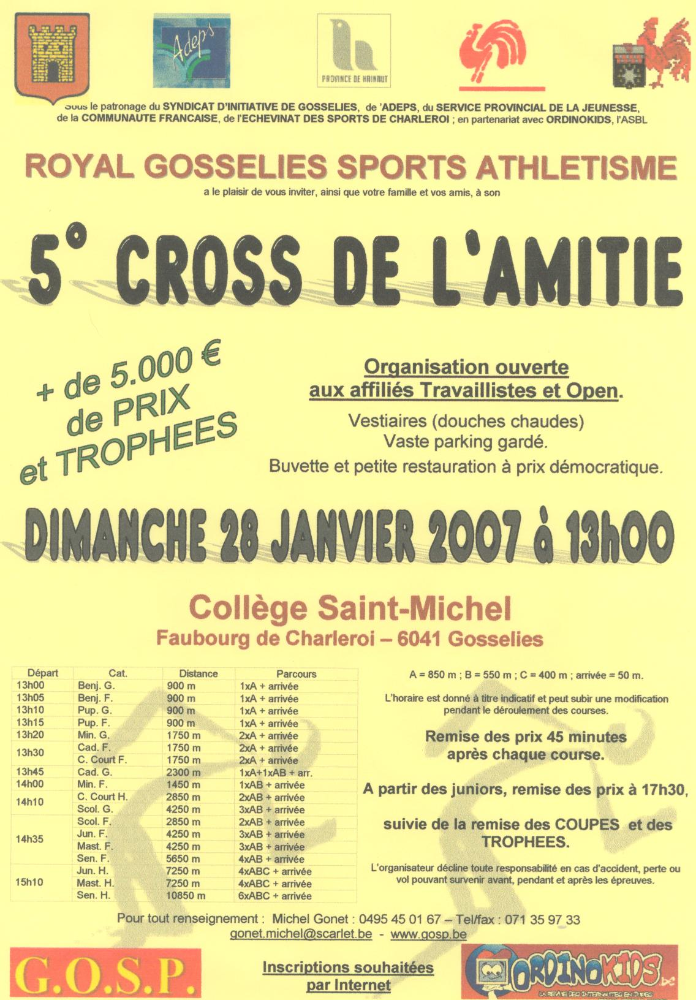 Adeps
PROVINCE DE HAINAUT
Sous le patronage du SYNDICAT D'INITIATIVE DE GOSSELIES, de 'ADEPS, du SERVICE PROVINCIAL DE LA JEUNESSE,
de la COMMUNAUTE FRANCAISE, de l'ECHEVINAT DES SPORTS DE CHARLEROI ; en partenariat avec ORDINOKIDS, l'ASBL
ROYAL GOSSELIES SPORTS ATHLETISME
a le plaisir de vous inviter, ainsi que votre famille et vos amis, à son
5° CROSS DE L'AMITIE
+ de 5.000 €
de PRIX
et TROPHEES
Organisation ouverte
aux affiliés Travaillistes et Open.
Vestiaires (douches chaudes)
Vaste parking gardé.
Buvette et petite restauration à prix démocratique.
DIMANCHE 28 JANVIER 2007 à 13h00
Collège Saint-Michel
Faubourg de Charleroi – 6041 Gosselies
Départ Cat. Distance Parcours
13h00 Benj. G. 900 m 1xA + arrivée
13h05 Benj. F. 900 m 1xA + arrivée
13h10 Pup. G. 900 m 1xA + arrivée
13h15 Pup. F. 900 m 1xA + arrivée
13h20 Min. G. 1750 m 2xA + arrivée
13h30 Cad. F. 1750 m 2xA + arrivée
C. Court F. 1750 m 2xA + arrivée
13h45 Cad. G. 2300 m 1xA+1xAB + arr.
14h00 Min. F. 1450 m 1xAB + arrivée
14h10 C. Court H. 2850 m 2xAB + arrivée
Scol. G. 4250 m 3xAB + arrivée
14h35 Scol. F. 2850 m 2xAB + arrivée
Jun. F. 4250 m 3xAB + arrivée
Mast. F. 4250 m 3xAB + arrivée
Sen. F. 5650 m 4xAB + arrivée
15h10 Jun. H. 7250 m 4xABC + arrivée
Mast. H. 7250 m 4xABC + arrivée
Sen. H. 10850 m 6xABC + arrivée
A = 850 m ; B = 550 m ; C = 400 m ; arrivée = 50 m.
L'horaire est donné à titre indicatif et peut subir une modification
pendant le déroulement des courses.
Remise des prix 45 minutes
après chaque course.
A partir des juniors, remise des prix à 17h30,
suivie de la remise des COUPES et des
TROPHEES.
L'organisateur décline toute responsabilité en cas d'accident, perte ou
vol pouvant survenir avant, pendant et après les épreuves.
Pour tout renseignement : Michel Gonet : 0495 45 01 67 – Tel/fax : 071 35 97 33
gonet.michel@scarlet.be - www.gosp.be
G.O.S.P.
Inscriptions souhaitées
par Internet
ORDINOKIDS.be
LA REVUE DES INTERNAUTES EN JUPES